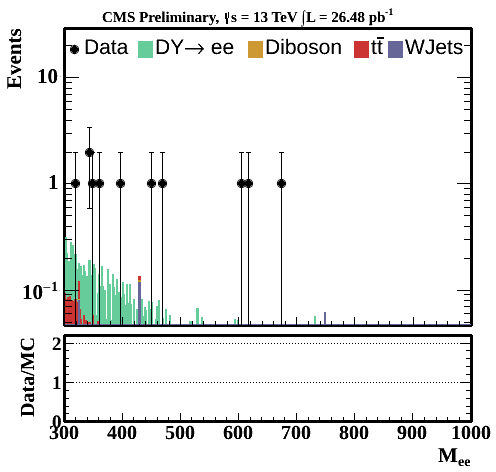 CMS Preliminary, √s = 13 TeV ∫L = 26.48 pb⁻¹
Events
Data DY→ ee Diboson tt̄ WJets
10
1
10⁻¹
Data/MC
2
1
0
300 400 500 600 700 800 900 1000
Mee